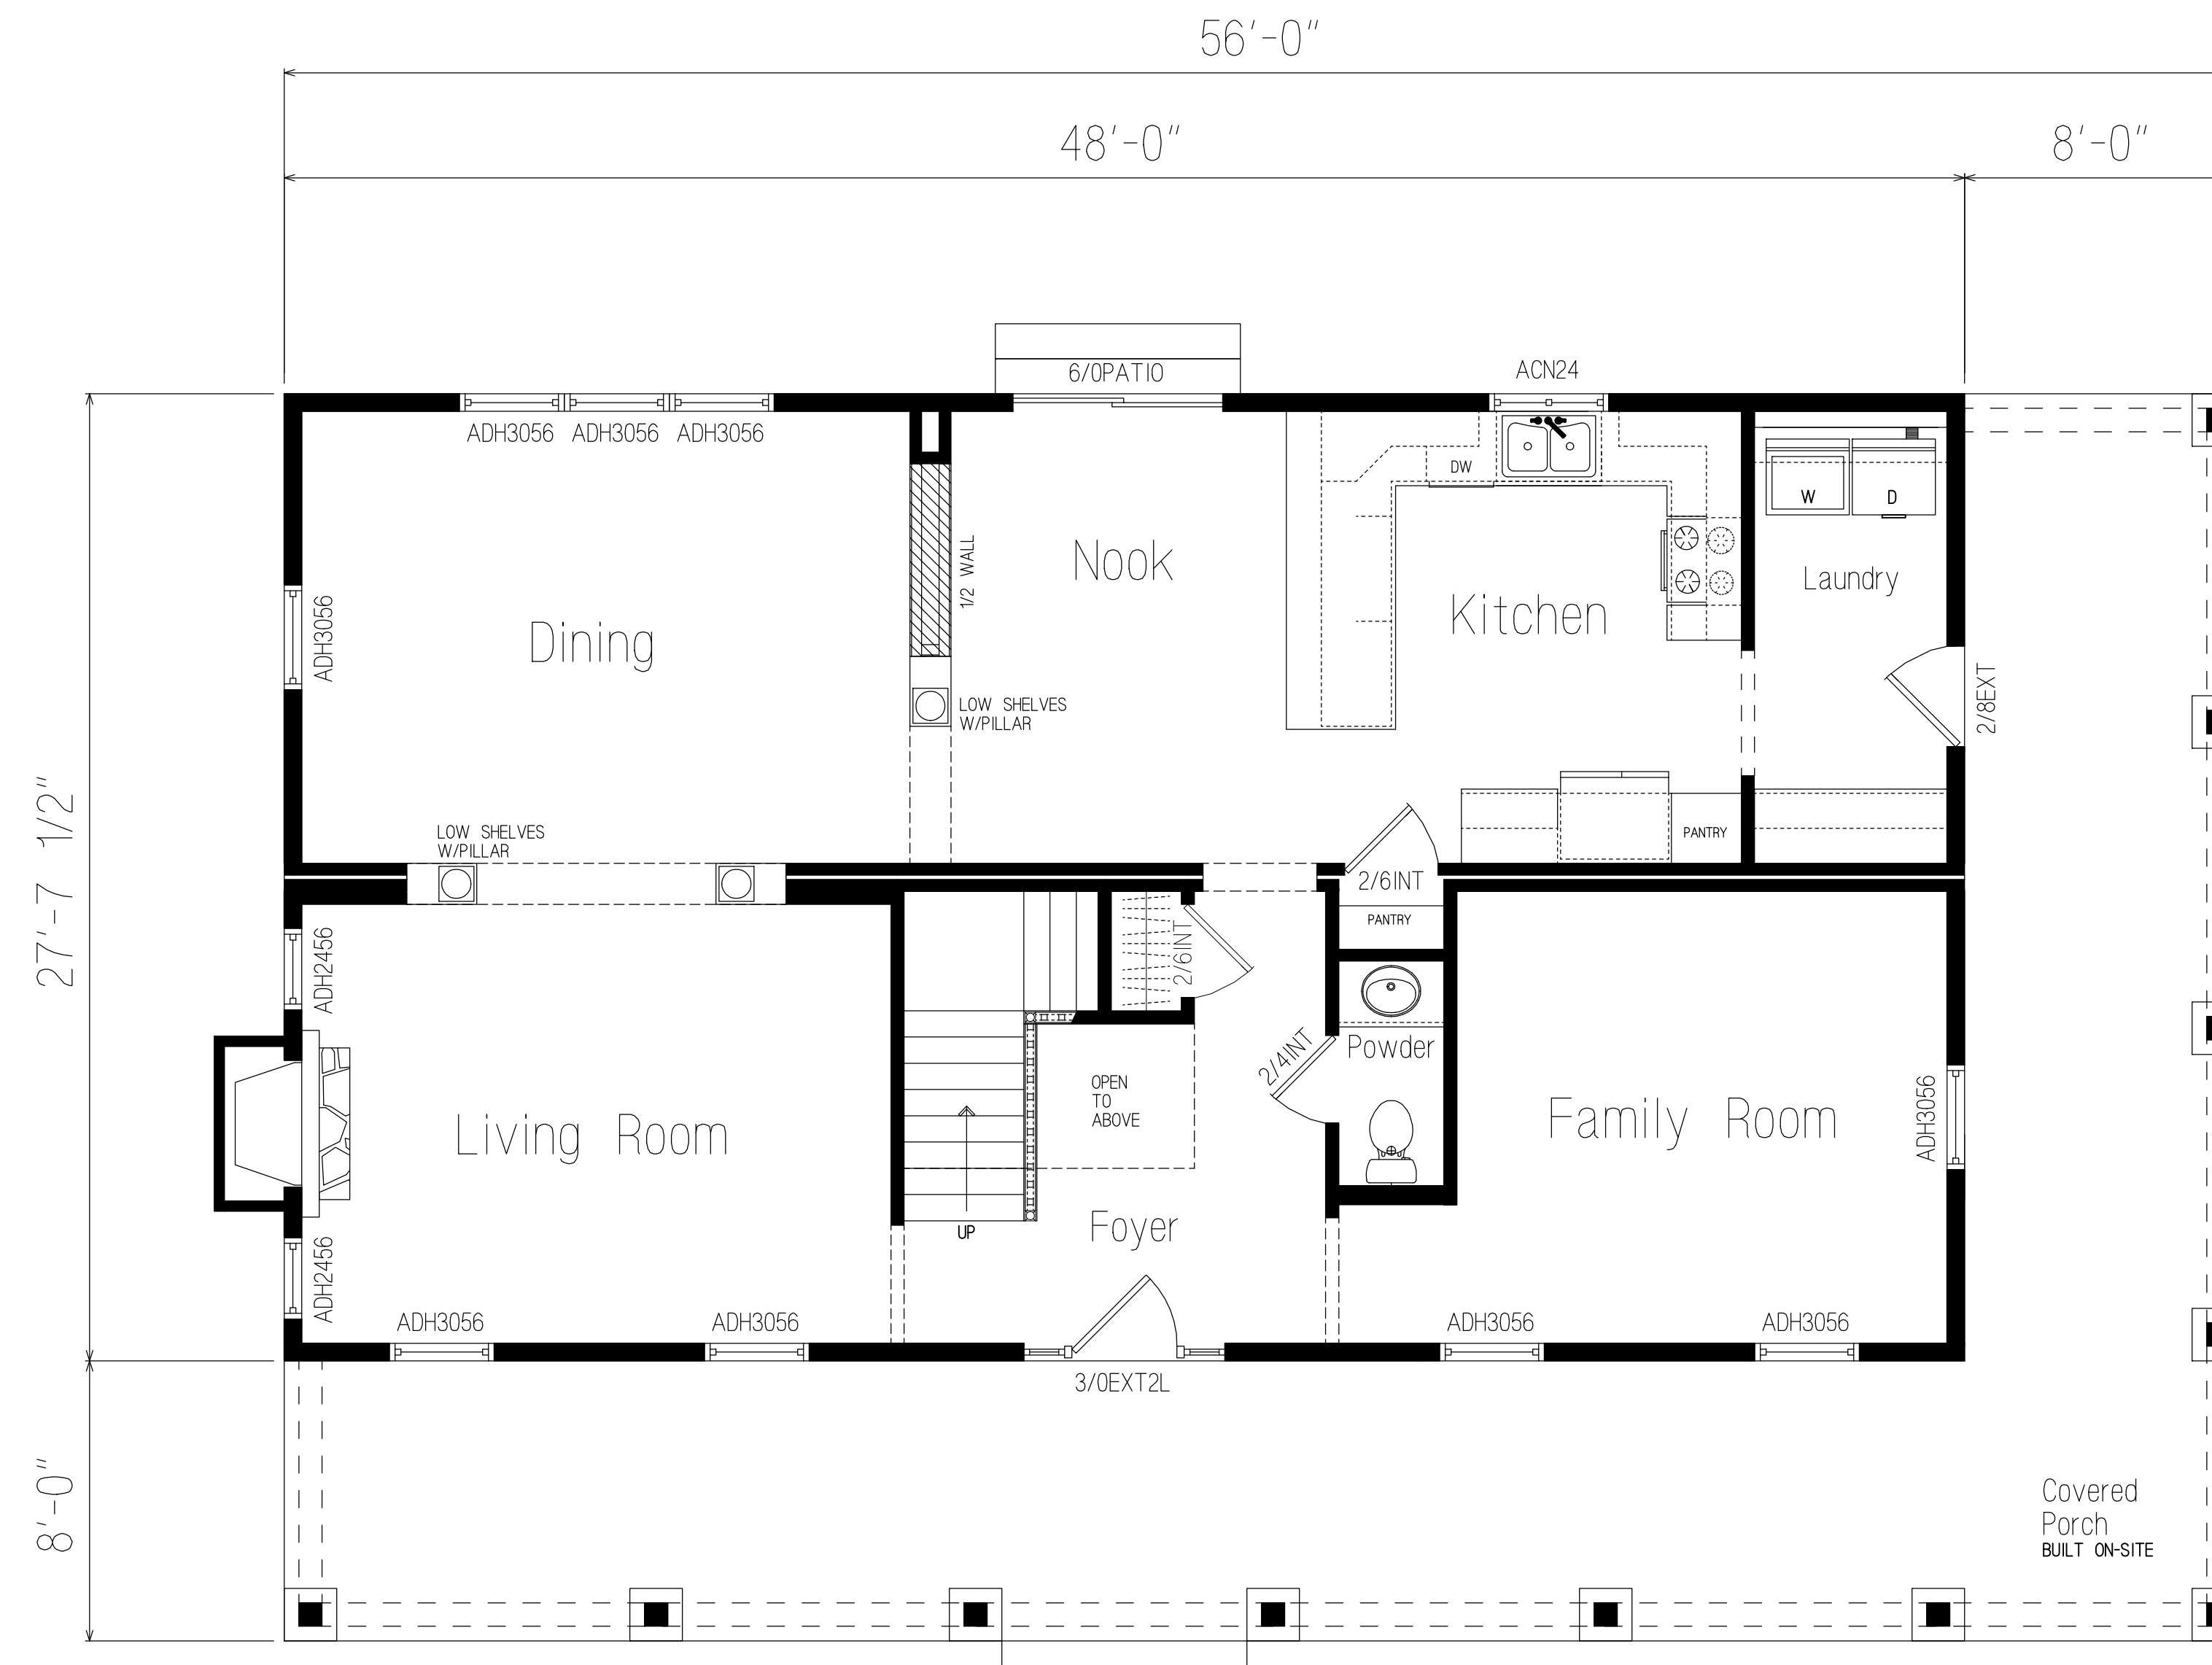 56'-0"
48'-0"
8'-0"
6/0PATIO
ACN24
ADH3056
ADH3056
ADH3056
DW
W
D
1/2 WALL
Nook
Laundry
ADH3056
Dining
Kitchen
2/8EXT
LOW SHELVES
W/PILLAR
27'-7 1/2"
LOW SHELVES
W/PILLAR
PANTRY
2/6INT
PANTRY
ADH2456
2/6INT
2/4INT
Powder
OPEN
TO
ABOVE
Living Room
Family Room
ADH3056
UP
Foyer
ADH2456
ADH3056
ADH3056
ADH3056
ADH3056
3/0EXT2L
8'-0"
Covered
Porch
BUILT ON-SITE